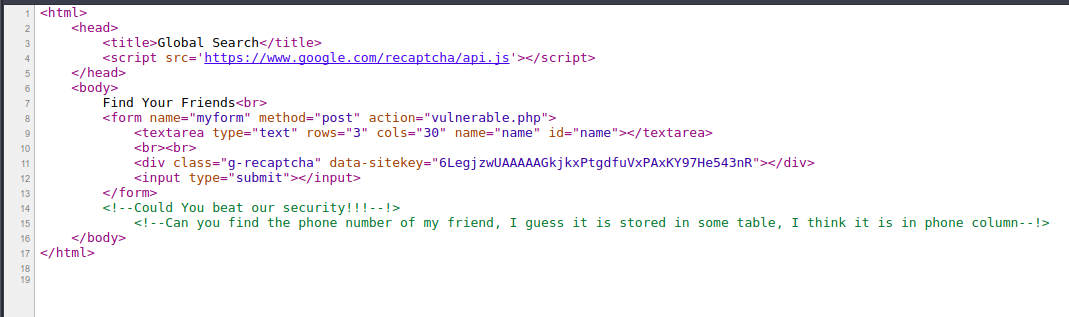 1 <html>
2 <head>
3 <title>Global Search</title>
4 <script src='https://www.google.com/recaptcha/api.js'></script>
5 </head>
6 <body>
7 Find Your Friends<br>
8 <form name="myform" method="post" action="vulnerable.php">
9 <textarea type="text" rows="3" cols="30" name="name" id="name"></textarea>
10 <br><br>
11 <div class="g-recaptcha" data-sitekey="6LegjzwUAAAAAGkjkxPtgdfuVxPAxKY97He543nR"></div>
12 <input type="submit"></input>
13 </form>
14 <!--Could You beat our security!!!--!>
15 <!--Can you find the phone number of my friend, I guess it is stored in some table, I think it is in phone column--!>
16 </body>
17 </html>
18
19